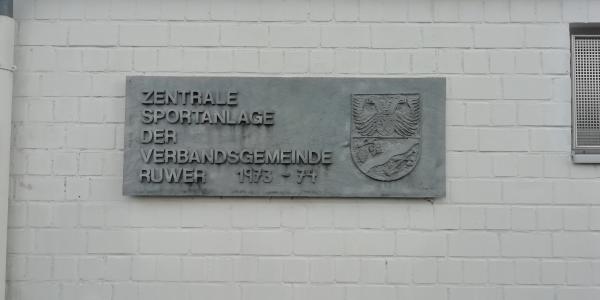 ZENTRALE
SPORTANLAGE
DER
VERBANDSGEMEINDE
RUWER 1973 - 74